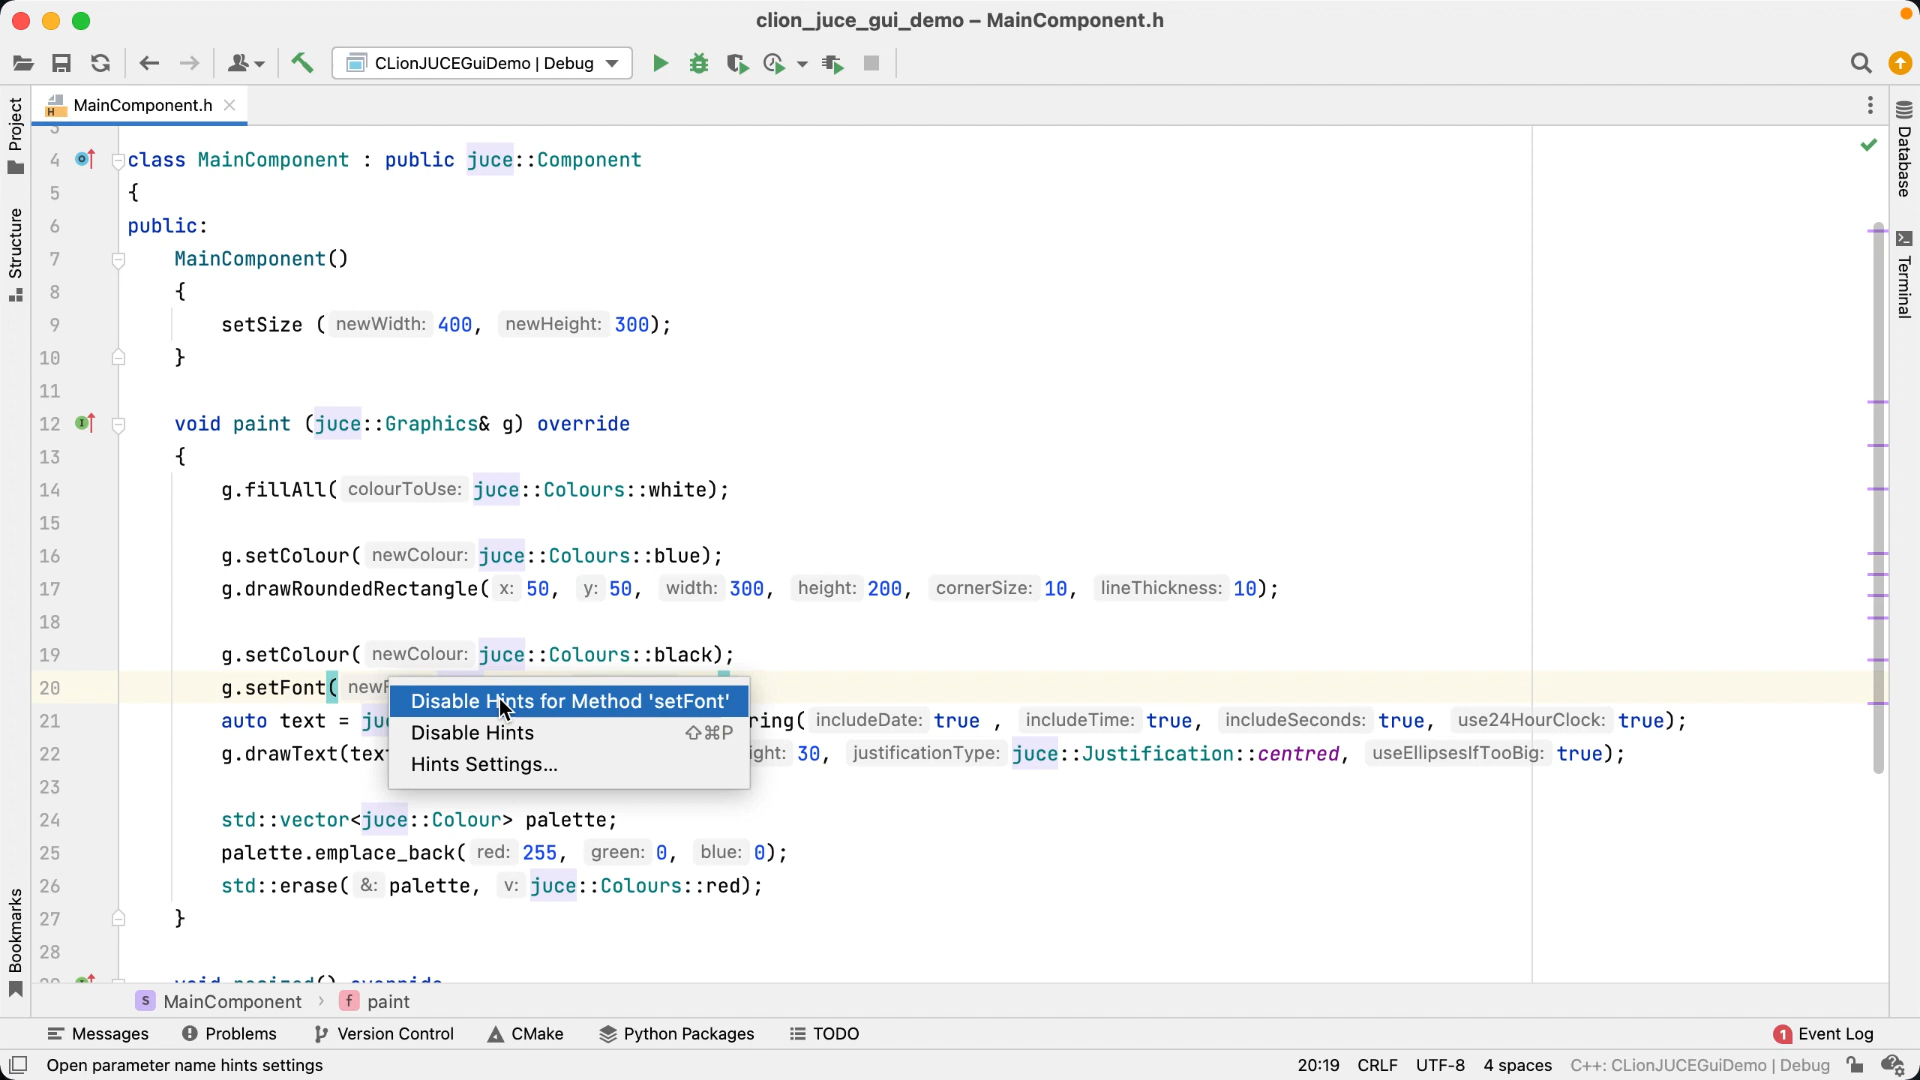 clion_juce_gui_demo – MainComponent.h
CLionJUCEGuiDemo | Debug
MainComponent.h
Project
Structure
Bookmarks
Database
Terminal
4 class MainComponent : public juce::Component
5 {
6 public:
7 MainComponent()
8 {
9 setSize ( newWidth: 400, newHeight: 300);
10 }
11
12 void paint (juce::Graphics& g) override
13 {
14 g.fillAll( colourToUse: juce::Colours::white);
15
16 g.setColour( newColour: juce::Colours::blue);
17 g.drawRoundedRectangle( x: 50, y: 50, width: 300, height: 200, cornerSize: 10, lineThickness: 10);
18
19 g.setColour( newColour: juce::Colours::black);
20 g.setFont(
Disable Hints for Method 'setFont'
21 auto text = ring( includeDate: true , includeTime: true, includeSeconds: true, use24HourClock: true);
Disable Hints ⇧⌘P
22 g.drawText(text ight: 30, justificationType: juce::Justification::centred, useEllipsesIfTooBig: true);
Hints Settings...
23
24 std::vector<juce::Colour> palette;
25 palette.emplace_back( red: 255, green: 0, blue: 0);
26 std::erase( &: palette, v: juce::Colours::red);
27 }
28
void resized() override
S MainComponent › f paint
Messages Problems Version Control CMake Python Packages TODO 1 Event Log
Open parameter name hints settings 20:19 CRLF UTF-8 4 spaces C++: CLionJUCEGuiDemo | Debug